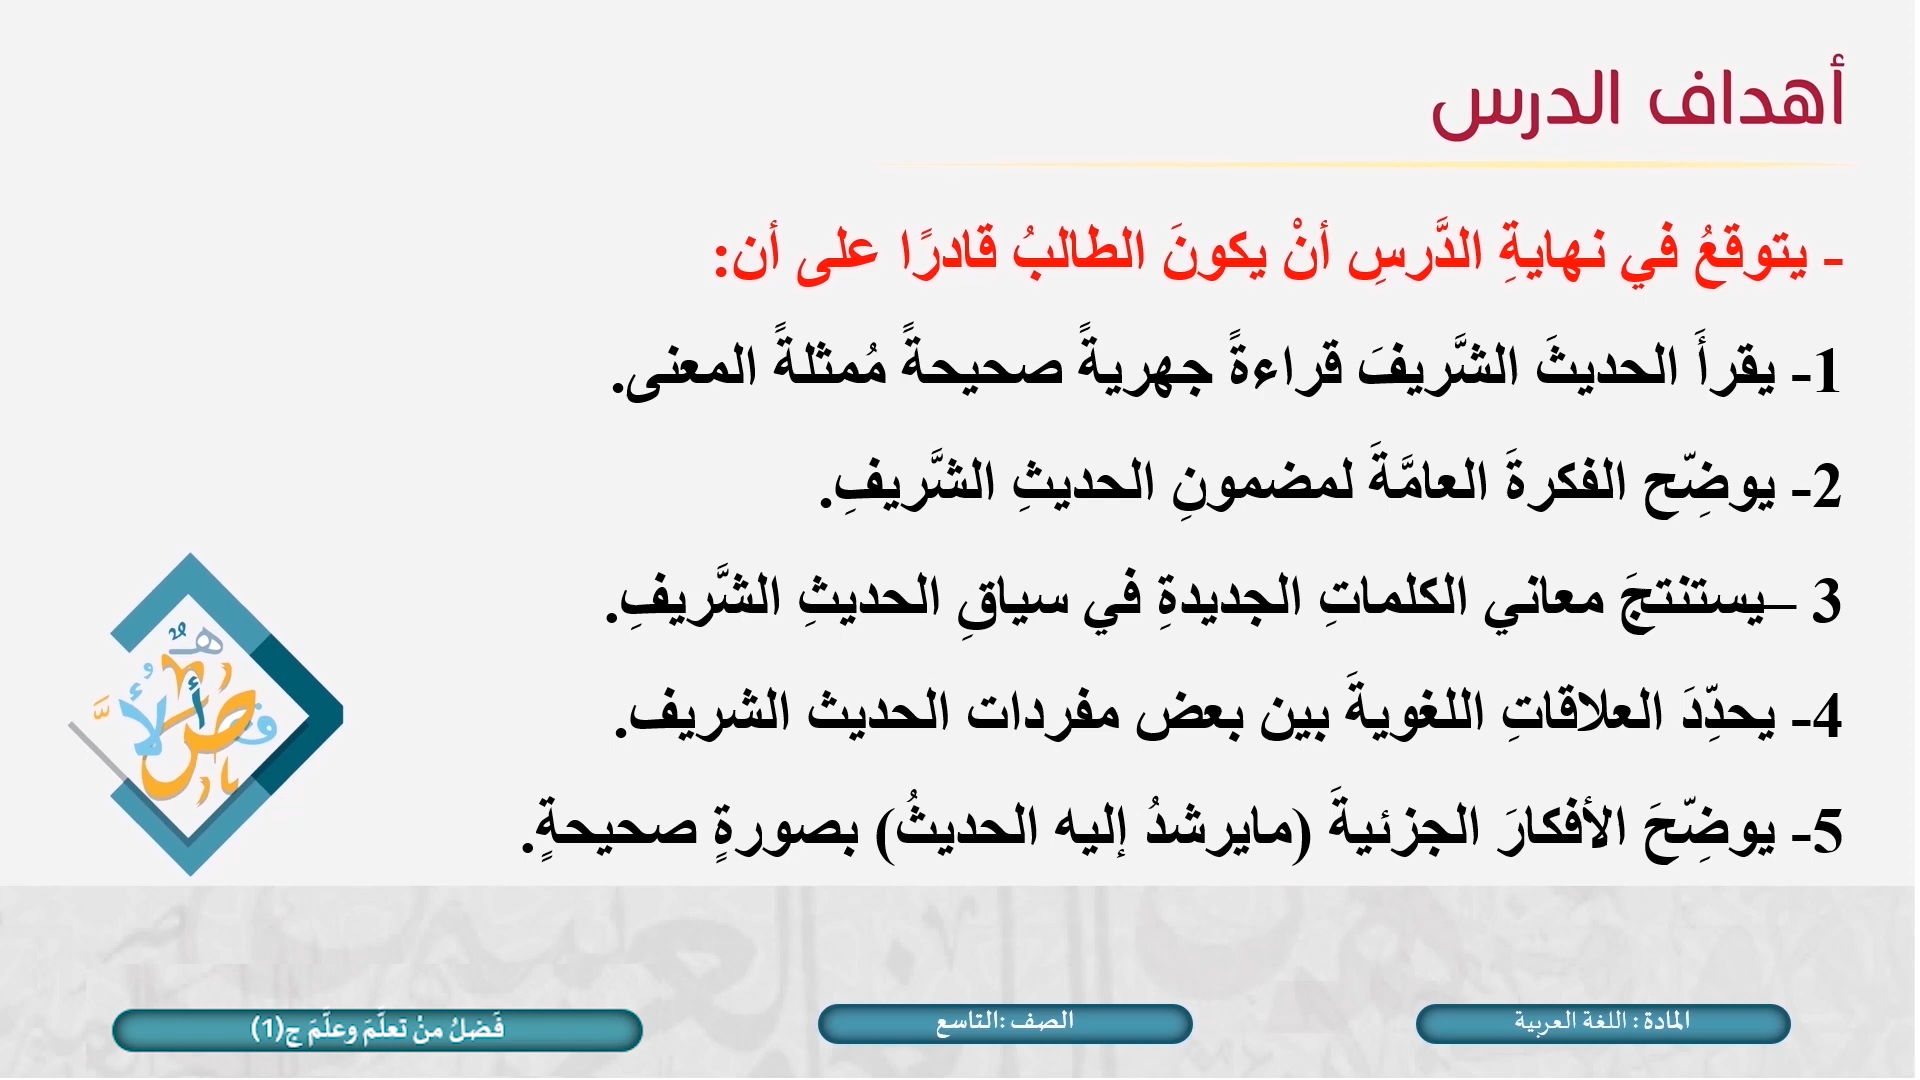 أهداف الدرس
- يتوقعُ في نهايةِ الدَّرسِ أنْ يكونَ الطالبُ قادرًا على أن:
1- يقرأَ الحديثَ الشَّريفَ قراءةً جهريةً صحيحةً مُمثلةً المعنى.
2- يوضِّح الفكرةَ العامَّةَ لمضمونِ الحديثِ الشَّريفِ.
3 –يستنتجَ معاني الكلماتِ الجديدةِ في سياقِ الحديثِ الشَّريفِ.
4- يحدِّدَ العلاقاتِ اللغويةَ بين بعض مفردات الحديث الشريف.
5- يوضِّحَ الأفكارَ الجزئيةَ (مايرشدُ إليه الحديثُ) بصورةٍ صحيحةٍ.
المادة : اللغة العربية
الصف :التاسع
فَضلُ منْ تعلَّمَ وعلَّمَ ج(1)